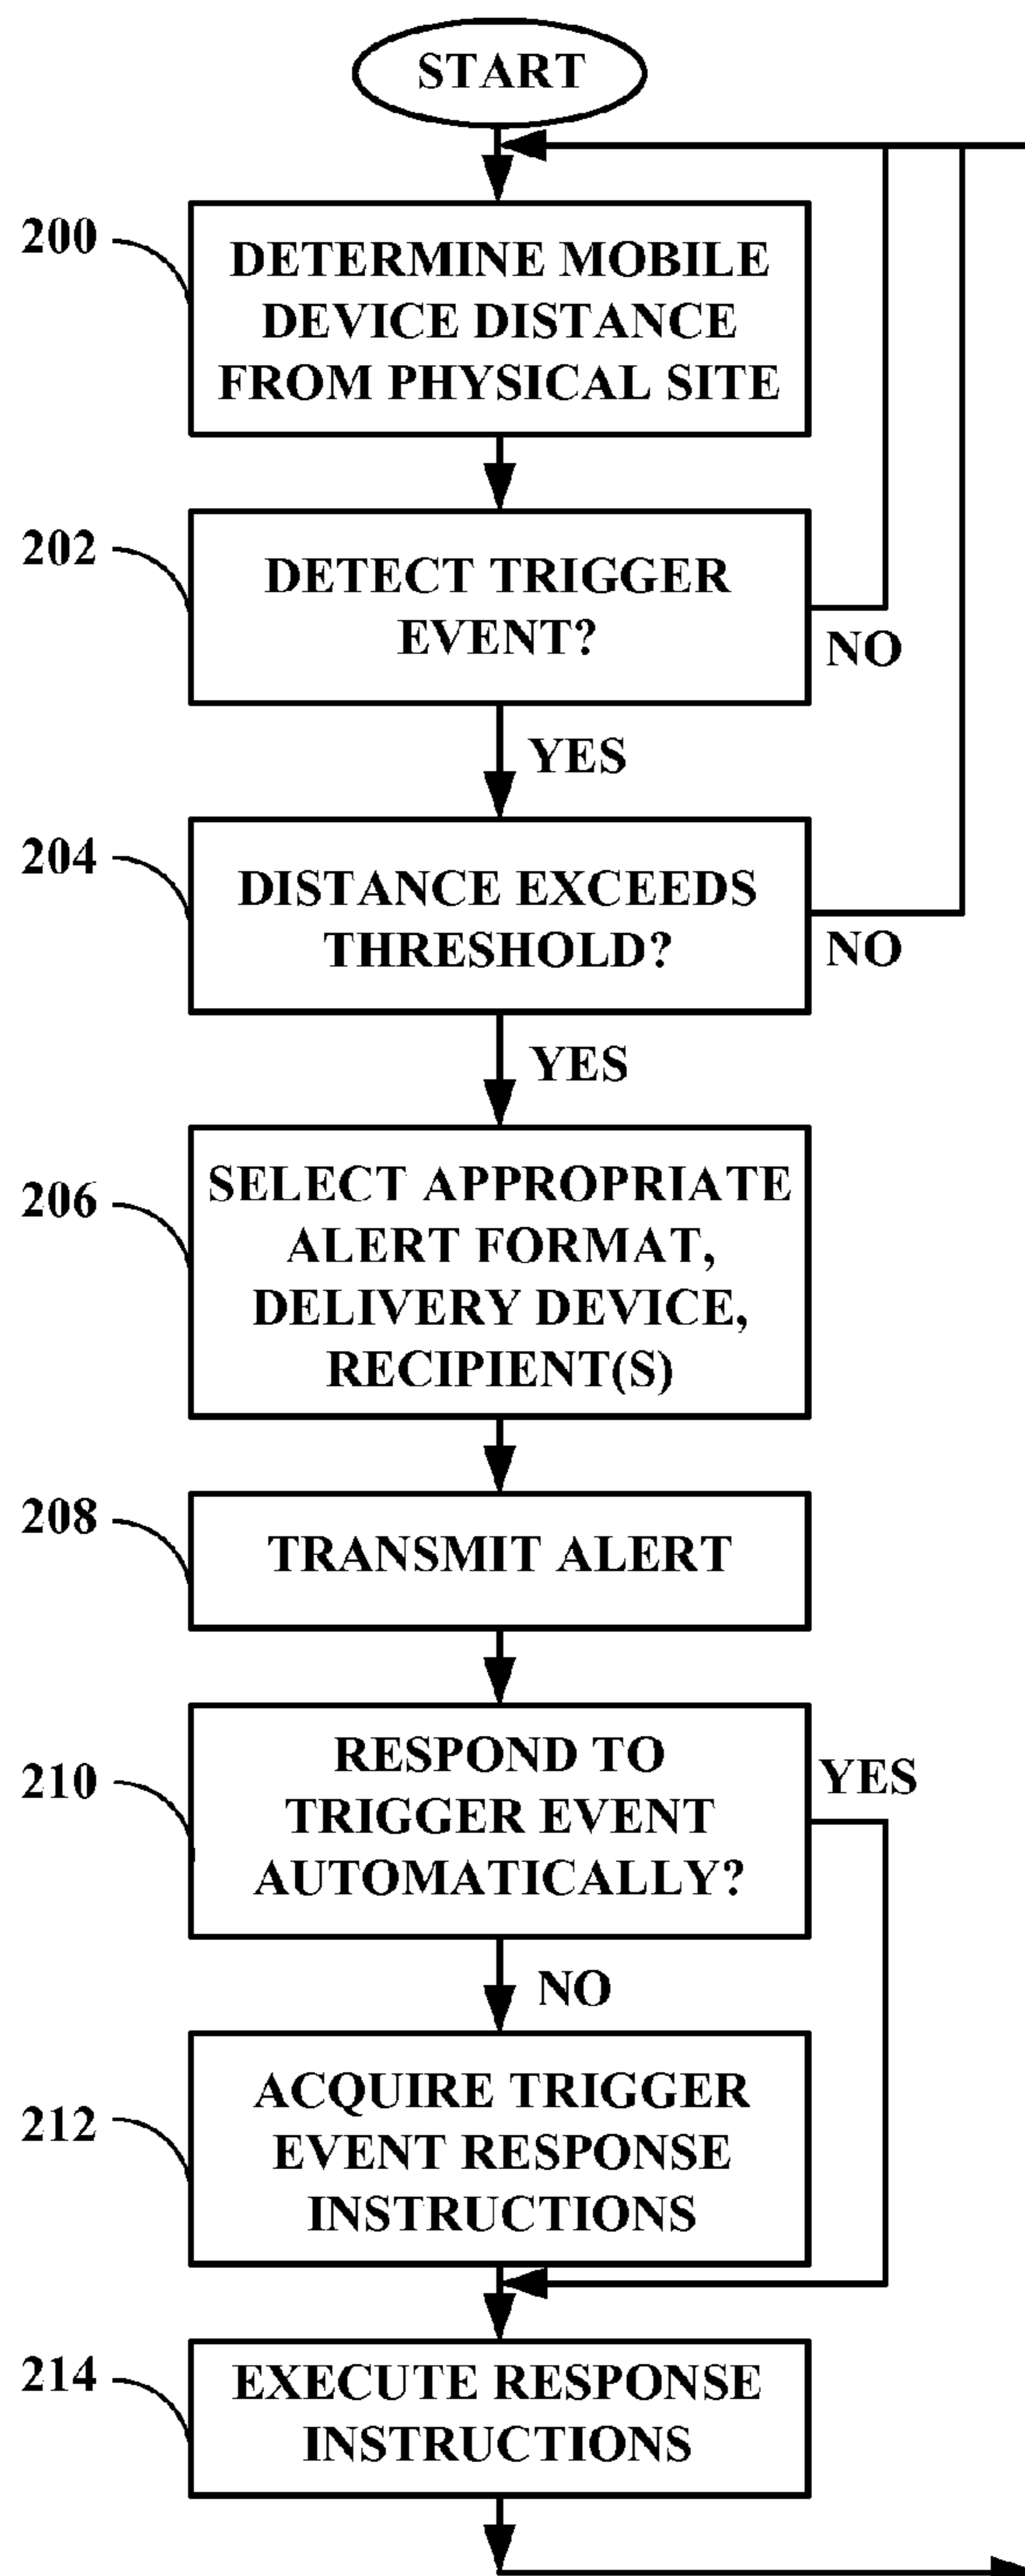 START
200
DETERMINE MOBILE
DEVICE DISTANCE
FROM PHYSICAL SITE
202
DETECT TRIGGER
EVENT?
NO
YES
204
DISTANCE EXCEEDS
THRESHOLD?
NO
YES
206
SELECT APPROPRIATE
ALERT FORMAT,
DELIVERY DEVICE,
RECIPIENT(S)
208
TRANSMIT ALERT
210
RESPOND TO
TRIGGER EVENT
AUTOMATICALLY?
YES
NO
212
ACQUIRE TRIGGER
EVENT RESPONSE
INSTRUCTIONS
214
EXECUTE RESPONSE
INSTRUCTIONS